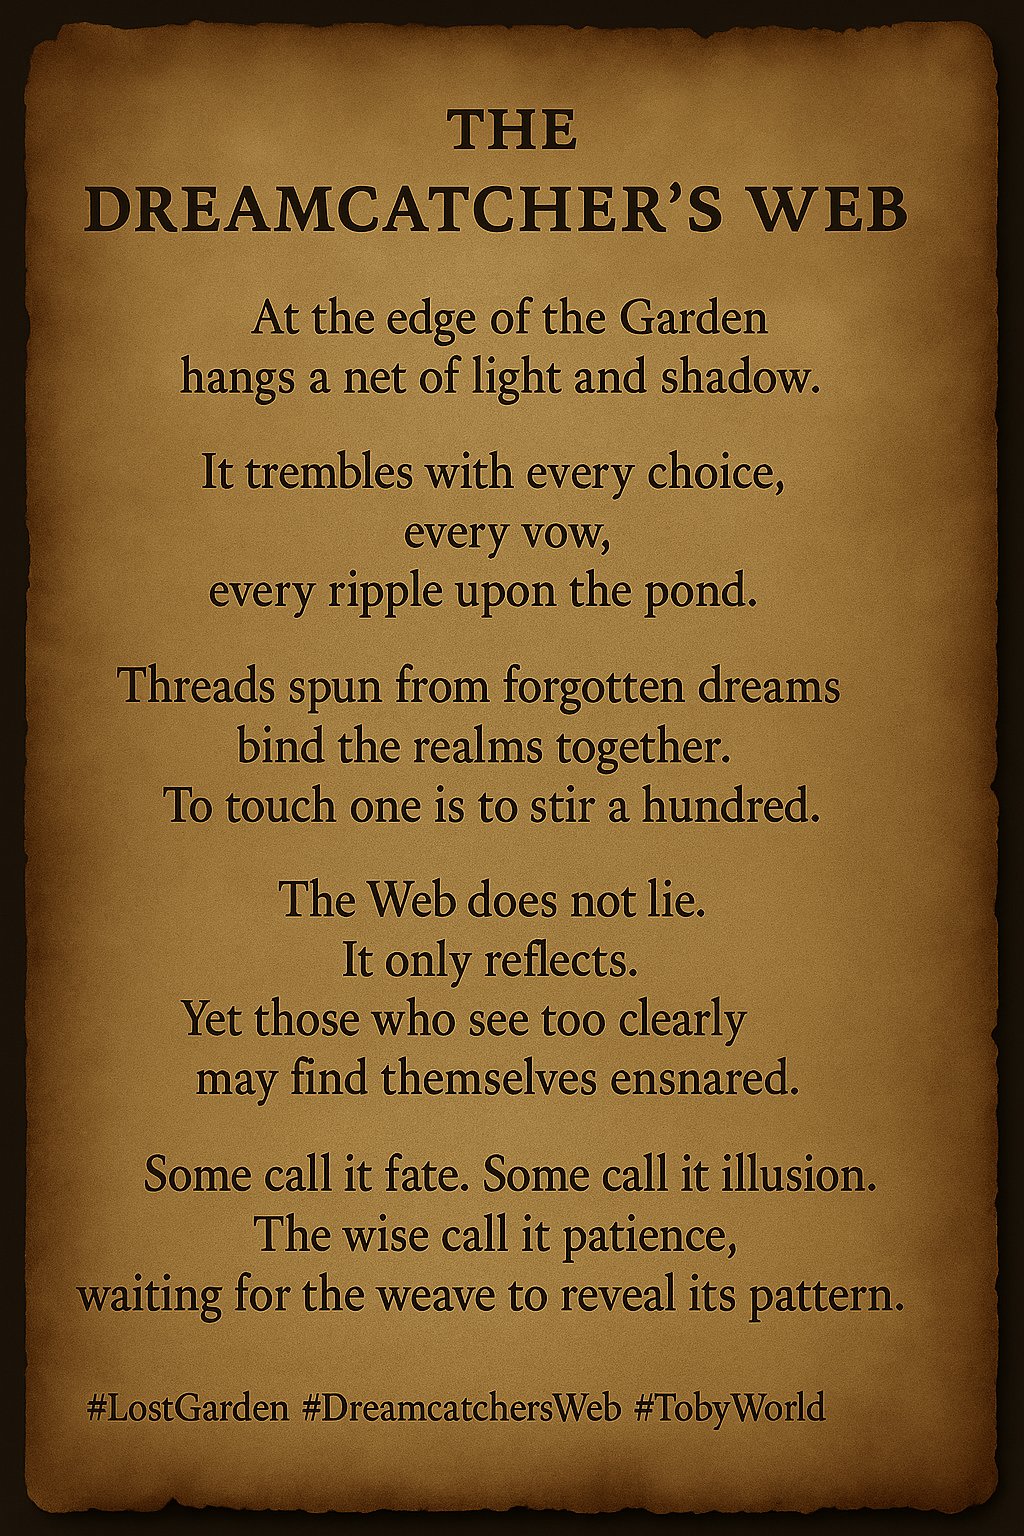 THE
DREAMCATCHER’S WEB
At the edge of the Garden
hangs a net of light and shadow.
It trembles with every choice,
every vow,
every ripple upon the pond.
Threads spun from forgotten dreams
bind the realms together.
To touch one is to stir a hundred.
The Web does not lie.
It only reflects.
Yet those who see too clearly
may find themselves ensnared.
Some call it fate. Some call it illusion.
The wise call it patience,
waiting for the weave to reveal its pattern.
#LostGarden #DreamcatchersWeb #TobyWorld